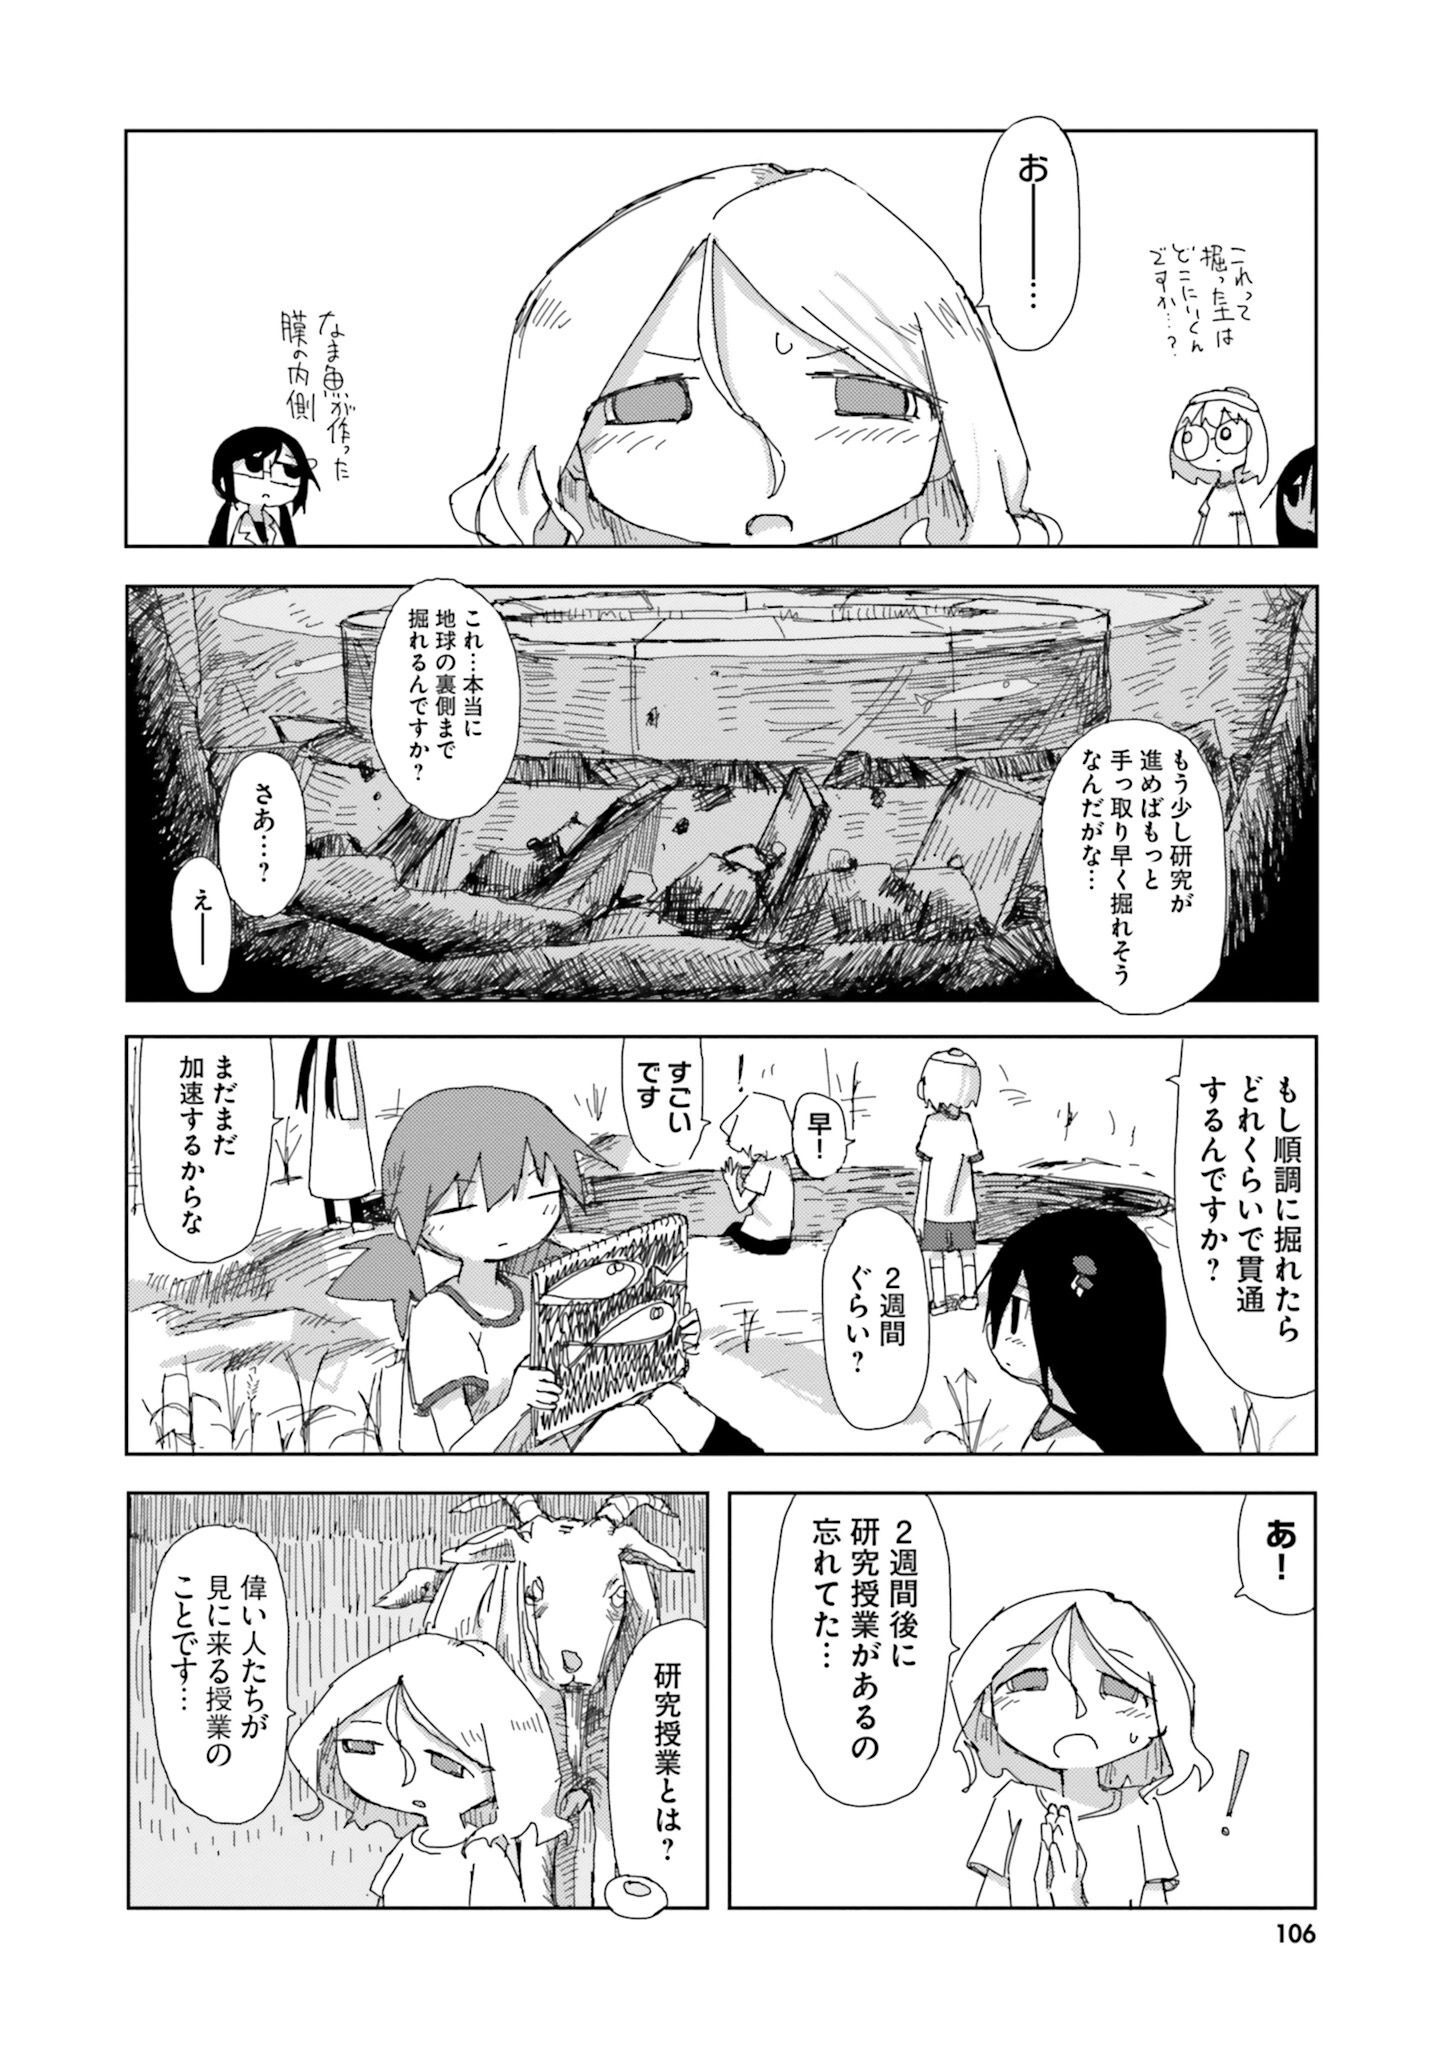 お───…
これって
掘った土は
どこにいくん
ですか…?
なま魚が作った
膜の内側
もう少し研究が
進めばもっと
手っ取り早く掘れそう
なんだがな…
これ…本当に
地球の裏側まで
掘れるんですか?
さあ…?
え──
もし順調に掘れたら
どれくらいで貫通
するんですか?
2週間
ぐらい?
早!
すごい
です
まだまだ
加速するからな
あ!
2週間後に
研究授業があるの
忘れてた…
研究授業とは?
偉い人たちが
見に来る授業の
ことです…
106